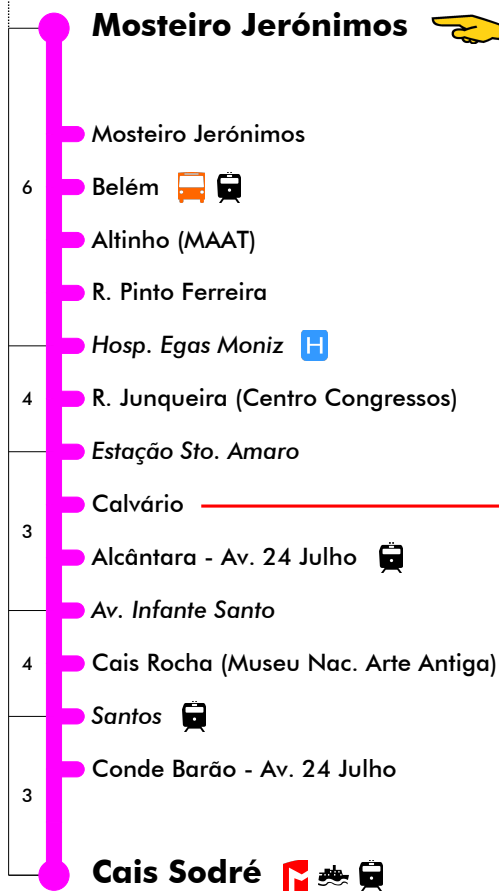 Mosteiro Jerónimos
Mosteiro Jerónimos
6
Belém
Altinho (MAAT)
R. Pinto Ferreira
Hosp. Egas Moniz H
4
R. Junqueira (Centro Congressos)
Estação Sto. Amaro
Calvário
3
Alcântara - Av. 24 Julho
Av. Infante Santo
4
Cais Rocha (Museu Nac. Arte Antiga)
Santos
Conde Barão - Av. 24 Julho
3
Cais Sodré